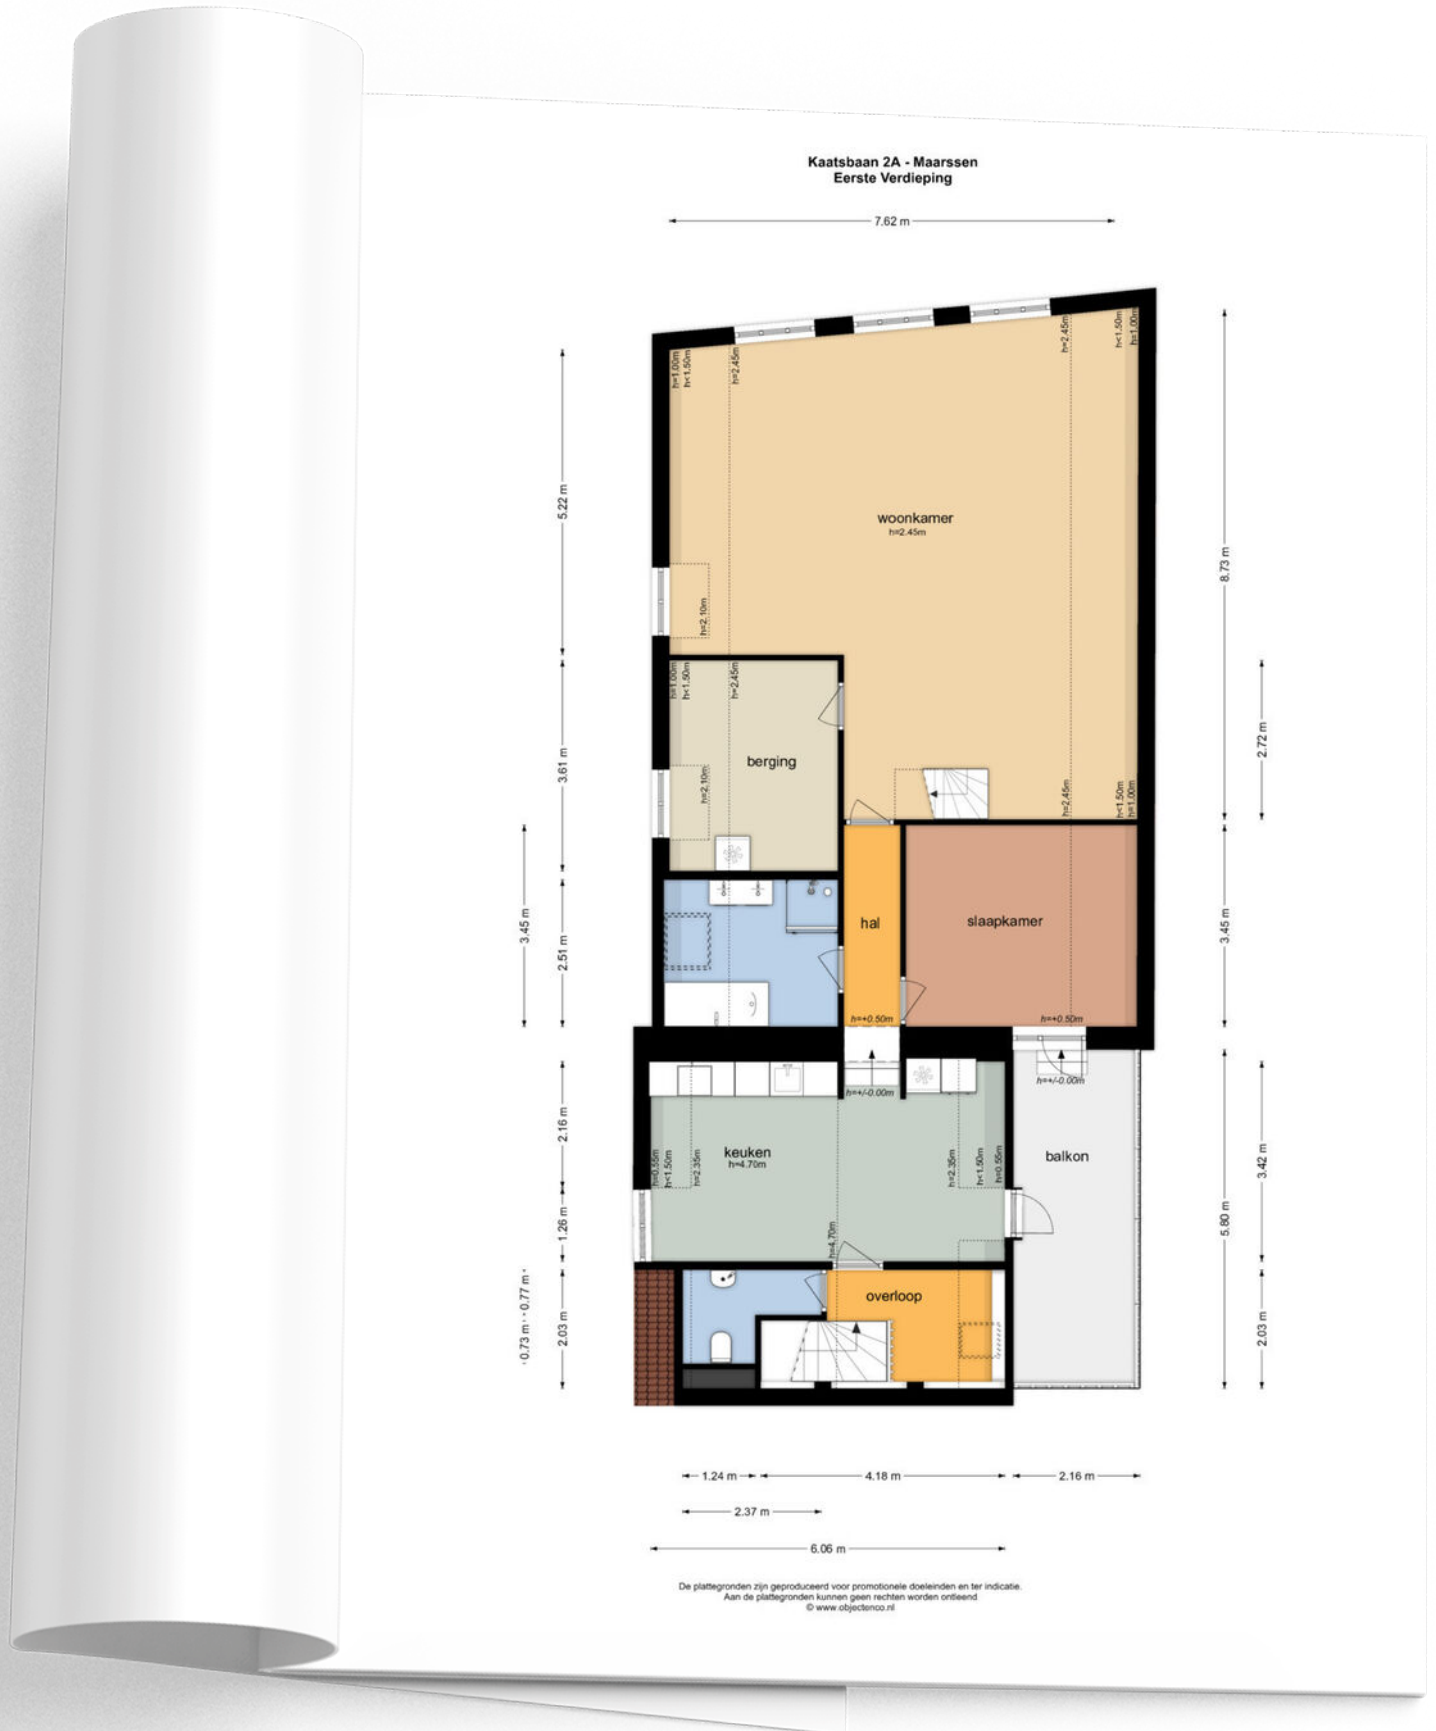 Kaatsbaan 2A - Maarssen
Eerste Verdieping
7.62 m
h=1.00m
h<1.50m
h=2.45m
h=2.45m
h<1.50m
h=1.00m
5.22 m
8.73 m
woonkamer
h=2.45m
h=2.10m
h=1.00m
h<1.50m
h=2.45m
3.61 m
2.72 m
berging
h=2.10m
h=2.45m
h<1.50m
h=1.00m
3.45 m
2.51 m
hal
slaapkamer
3.45 m
h=+0.50m
h=+0.50m
h=+/-0.00m
h=+/-0.00m
2.16 m
keuken
h=4.70m
h=0.55m
h<1.50m
h=2.35m
h=2.35m
h<1.50m
h=0.55m
balkon
3.42 m
1.26 m
h=4.70m
5.80 m
0.77 m
0.73 m
2.03 m
overloop
2.03 m
1.24 m
4.18 m
2.16 m
2.37 m
6.06 m
De plattegronden zijn geproduceerd voor promotionele doeleinden en ter indicatie.
Aan de plattegronden kunnen geen rechten worden ontleend
© www.objectenco.nl